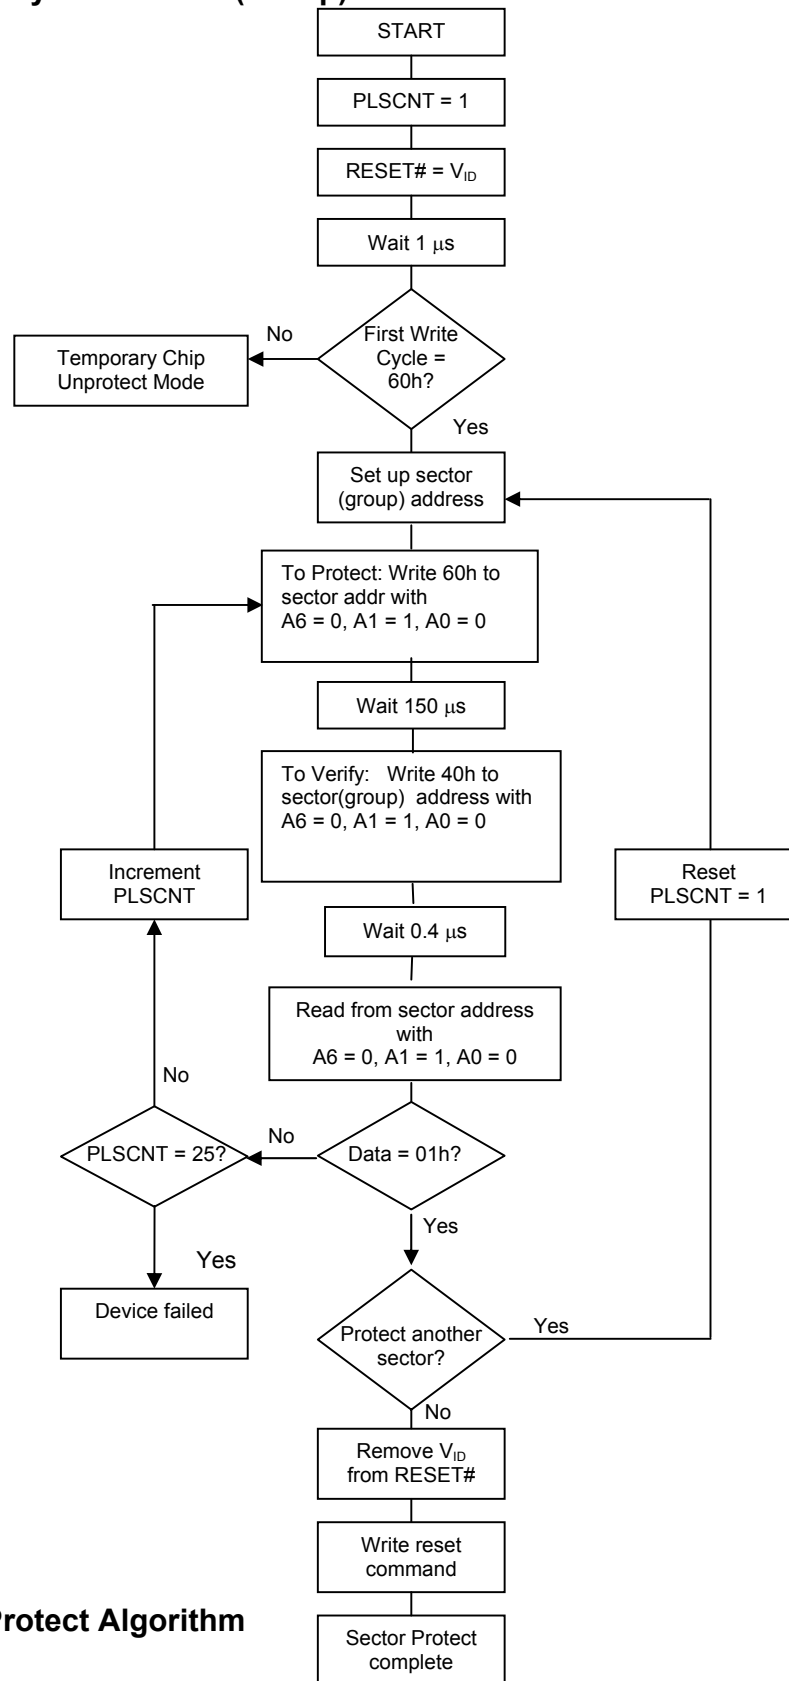 START
PLSCNT = 1
RESET# = VID
Wait 1 μs
First Write
Cycle =
60h?
No
Temporary Chip
Unprotect Mode
Yes
Set up sector
(group) address
To Protect: Write 60h to
sector addr with
A6 = 0, A1 = 1, A0 = 0
Wait 150 μs
To Verify: Write 40h to
sector(group) address with
A6 = 0, A1 = 1, A0 = 0
Increment
PLSCNT
Reset
PLSCNT = 1
Wait 0.4 μs
Read from sector address
with
A6 = 0, A1 = 1, A0 = 0
No
PLSCNT = 25?
No
Data = 01h?
Yes
Yes
Device failed
Protect another
sector?
Yes
No
Remove VID
from RESET#
Write reset
command
Protect Algorithm
Sector Protect
complete